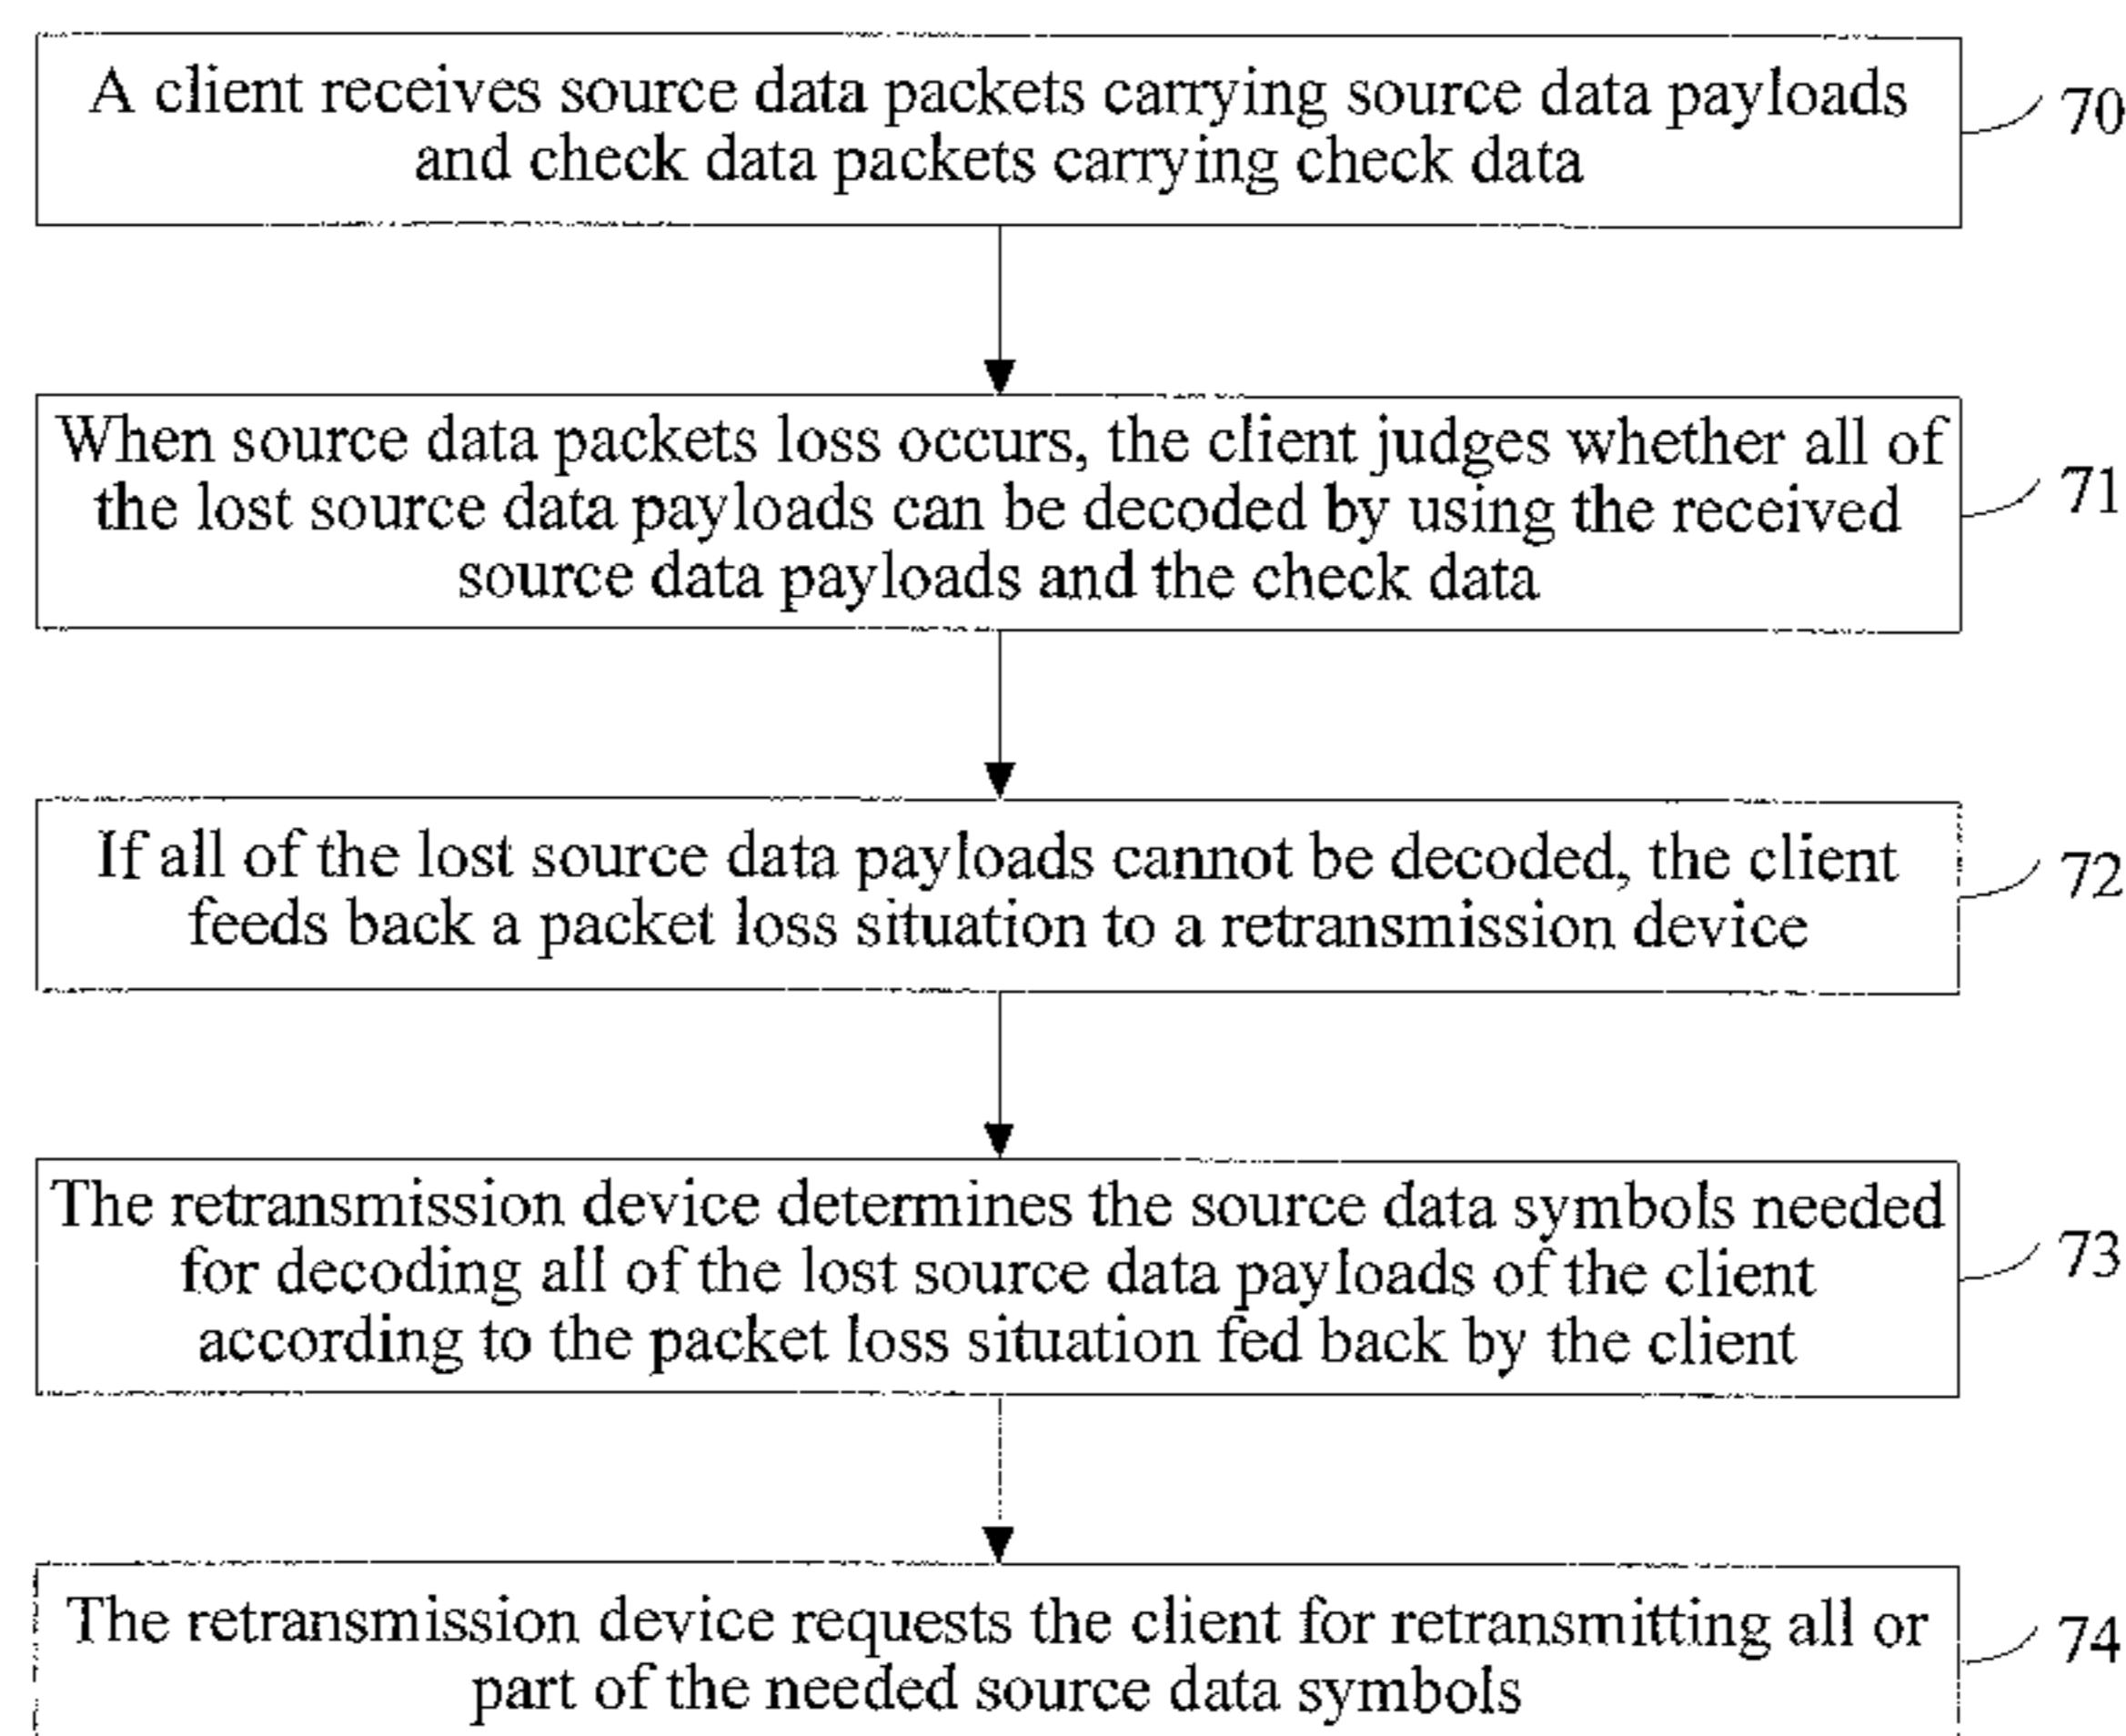 A client receives source data packets carrying source data payloads
and check data packets carrying check data
70
When source data packets loss occurs, the client judges whether all of
the lost source data payloads can be decoded by using the received
source data payloads and the check data
71
If all of the lost source data payloads cannot be decoded, the client
feeds back a packet loss situation to a retransmission device
72
The retransmission device determines the source data symbols needed
for decoding all of the lost source data payloads of the client
according to the packet loss situation fed back by the client
73
The retransmission device requests the client for retransmitting all or
part of the needed source data symbols
74